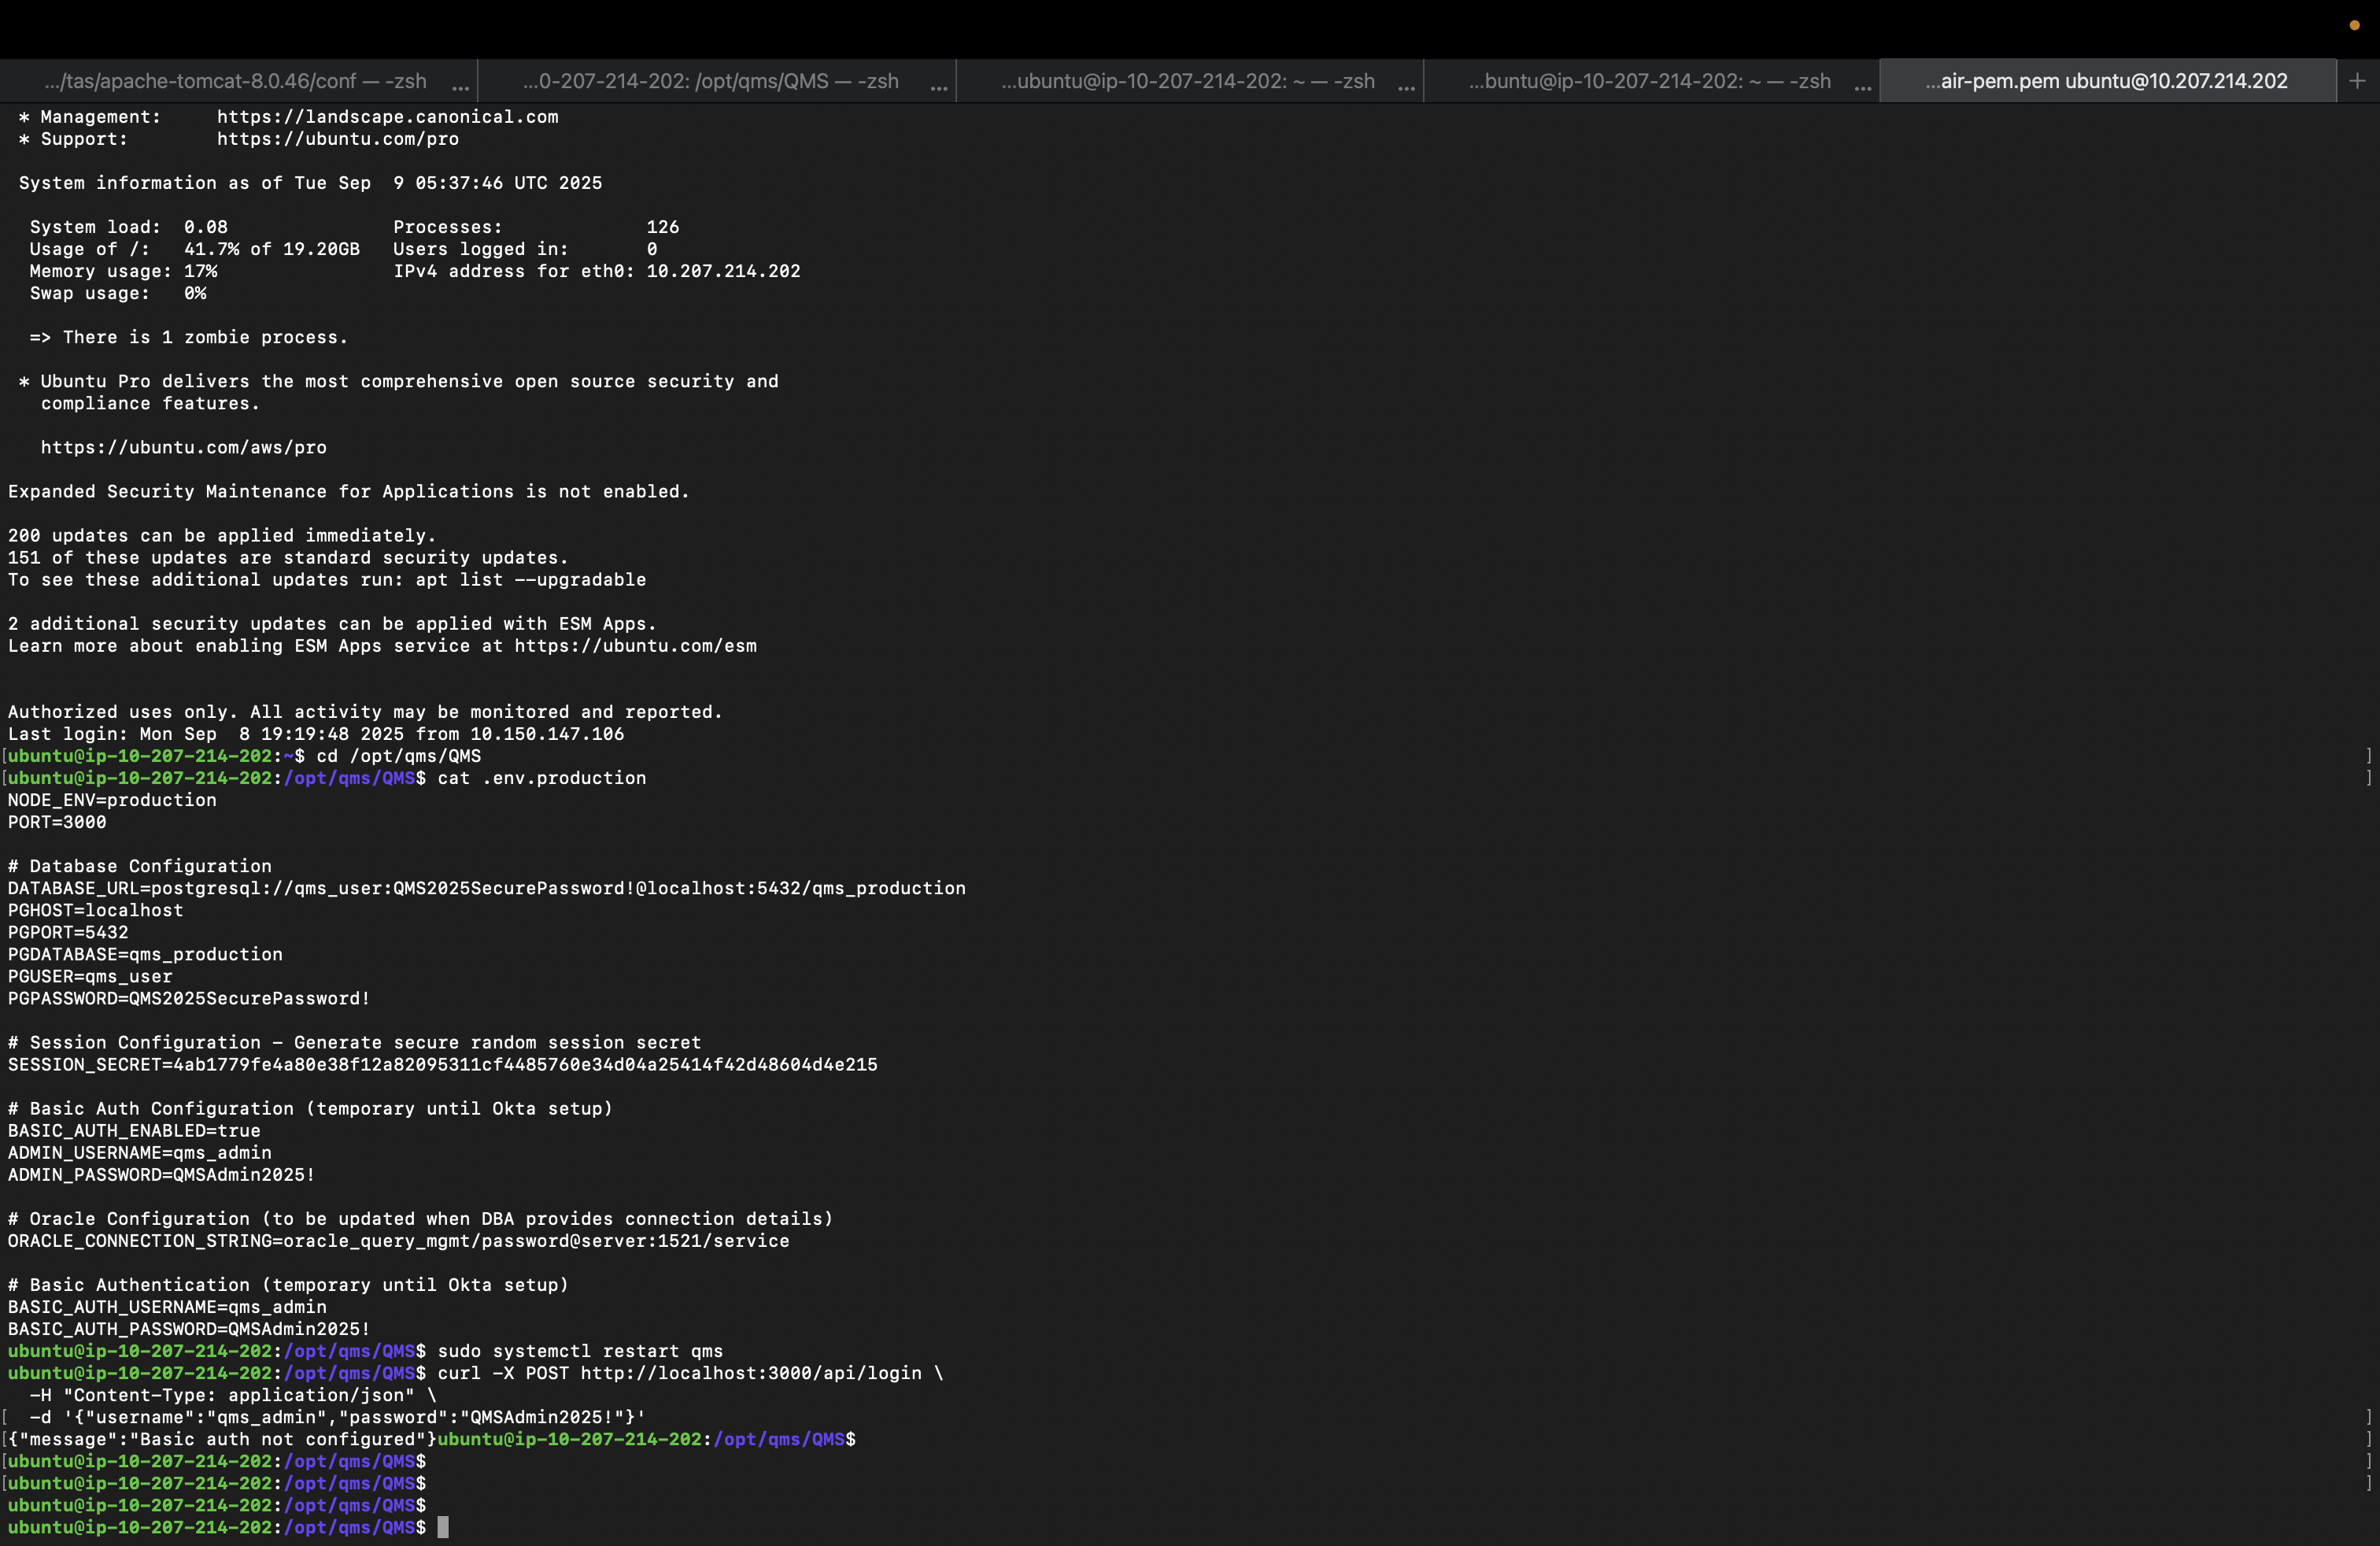 .../tas/apache-tomcat-8.0.46/conf — -zsh ...
...0-207-214-202: /opt/qms/QMS — -zsh ...
...ubuntu@ip-10-207-214-202: ~ — -zsh ...
...buntu@ip-10-207-214-202: ~ — -zsh ...
...air-pem.pem ubuntu@10.207.214.202 +
* Management:     https://landscape.canonical.com
* Support:        https://ubuntu.com/pro
System information as of Tue Sep  9 05:37:46 UTC 2025
System load:  0.08               Processes:             126
Usage of /:   41.7% of 19.20GB   Users logged in:       0
Memory usage: 17%                IPv4 address for eth0: 10.207.214.202
Swap usage:   0%
=> There is 1 zombie process.
* Ubuntu Pro delivers the most comprehensive open source security and
compliance features.
https://ubuntu.com/aws/pro
Expanded Security Maintenance for Applications is not enabled.
200 updates can be applied immediately.
151 of these updates are standard security updates.
To see these additional updates run: apt list --upgradable
2 additional security updates can be applied with ESM Apps.
Learn more about enabling ESM Apps service at https://ubuntu.com/esm
Authorized uses only. All activity may be monitored and reported.
Last login: Mon Sep  8 19:19:48 2025 from 10.150.147.106
[ubuntu@ip-10-207-214-202:~$ cd /opt/qms/QMS ]
[ubuntu@ip-10-207-214-202:/opt/qms/QMS$ cat .env.production ]
NODE_ENV=production
PORT=3000
# Database Configuration
DATABASE_URL=postgresql://qms_user:QMS2025SecurePassword!@localhost:5432/qms_production
PGHOST=localhost
PGPORT=5432
PGDATABASE=qms_production
PGUSER=qms_user
PGPASSWORD=QMS2025SecurePassword!
# Session Configuration - Generate secure random session secret
SESSION_SECRET=4ab1779fe4a80e38f12a82095311cf4485760e34d04a25414f42d48604d4e215
# Basic Auth Configuration (temporary until Okta setup)
BASIC_AUTH_ENABLED=true
ADMIN_USERNAME=qms_admin
ADMIN_PASSWORD=QMSAdmin2025!
# Oracle Configuration (to be updated when DBA provides connection details)
ORACLE_CONNECTION_STRING=oracle_query_mgmt/password@server:1521/service
# Basic Authentication (temporary until Okta setup)
BASIC_AUTH_USERNAME=qms_admin
BASIC_AUTH_PASSWORD=QMSAdmin2025!
ubuntu@ip-10-207-214-202:/opt/qms/QMS$ sudo systemctl restart qms
ubuntu@ip-10-207-214-202:/opt/qms/QMS$ curl -X POST http://localhost:3000/api/login \
-H "Content-Type: application/json" \
[  -d '{"username":"qms_admin","password":"QMSAdmin2025!"}' ]
[{"message":"Basic auth not configured"}ubuntu@ip-10-207-214-202:/opt/qms/QMS$ ]
[ubuntu@ip-10-207-214-202:/opt/qms/QMS$ ]
[ubuntu@ip-10-207-214-202:/opt/qms/QMS$ ]
ubuntu@ip-10-207-214-202:/opt/qms/QMS$
ubuntu@ip-10-207-214-202:/opt/qms/QMS$